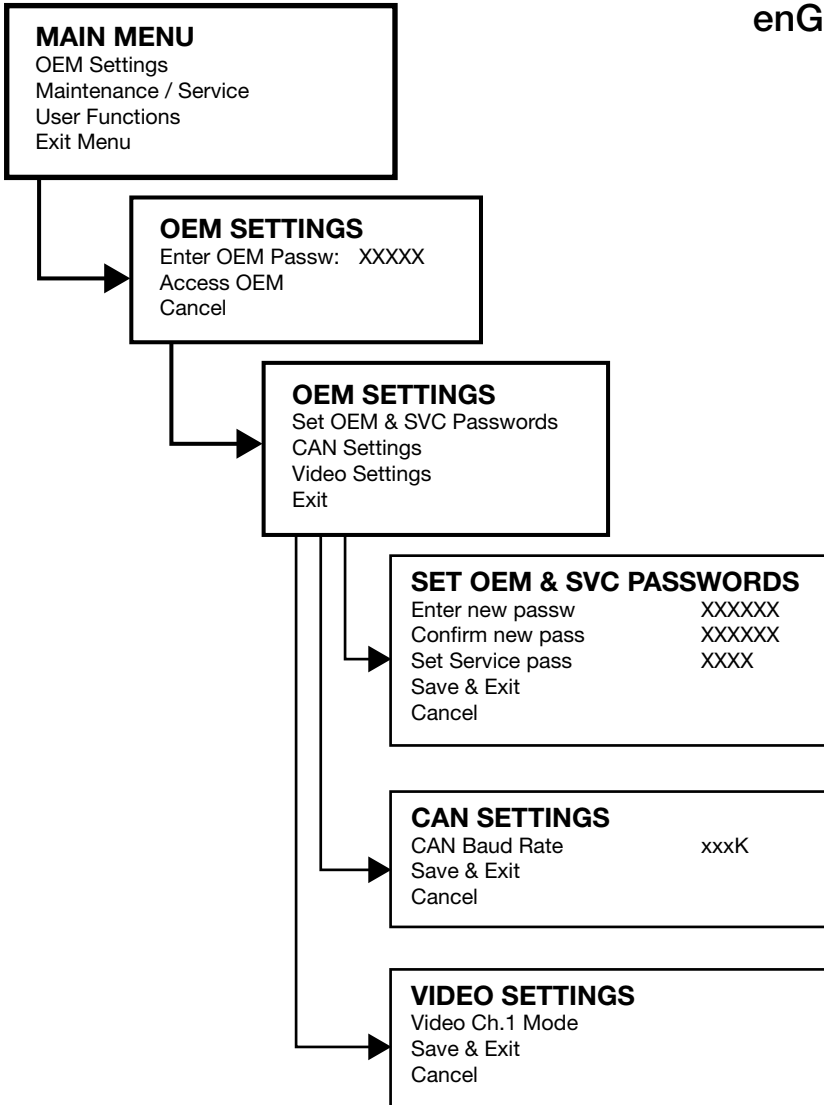 enG
MAIN MENU
OEM Settings
Maintenance / Service
User Functions
Exit Menu
OEM SETTINGS
Enter OEM Passw: XXXXX
Access OEM
Cancel
OEM SETTINGS
Set OEM & SVC Passwords
CAN Settings
Video Settings
Exit
SET OEM & SVC PASSWORDS
Enter new passw XXXXXX
Confirm new pass XXXXXX
Set Service pass XXXX
Save & Exit
Cancel
CAN SETTINGS
CAN Baud Rate xxxK
Save & Exit
Cancel
VIDEO SETTINGS
Video Ch.1 Mode
Save & Exit
Cancel